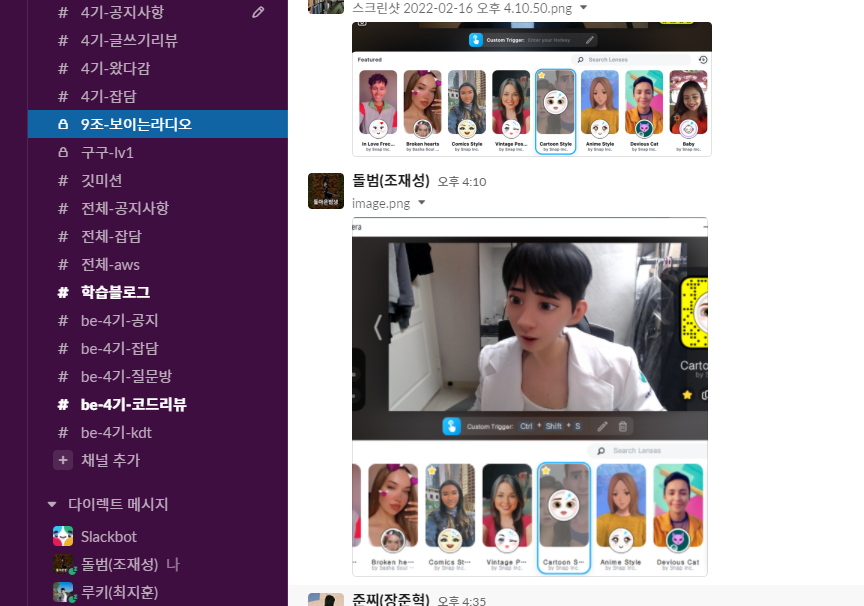 4기-공지사항
4기-글쓰기리뷰
4기-왔다감
4기-잡담
9조-보이는라디오
구구-lv1
깃미션
전체-공지사항
전체-잡담
전체-aws
학습블로그
be-4기-공지
be-4기-잡담
be-4기-질문방
be-4기-코드리뷰
be-4기-kdt
채널 추가
다이렉트 메시지
Slackbot
돌범(조재성) 나
루키(최지훈)
스크린샷 2022-02-16 오후 4.10.50.png
Custom Trigger: Enter your Hotkey
Featured
Search Lenses
In Love Frec... Broken hearts Comics Style Vintage Pos... Cartoon Style Anime Style Devious Cat Baby
by Snap Inc. by Sasha Soul ... by Snap Inc. by Snap Inc. by Snap Inc. by Snap Inc. by Snap Inc. by Snap Inc.
돌범(조재성) 오후 4:10
image.png
era
Carto
by S
Custom Trigger: Ctrl + Shift + S
Search Lenses
Broken he··· Comics St··· Vintage P··· Cartoon S··· Anime Style Devious Cat
by Sasha Soul ... by Snap Inc. by Snap Inc. by Snap Inc. by Snap Inc. by Snap Inc.
준찌(장준혁) 오후 4:35